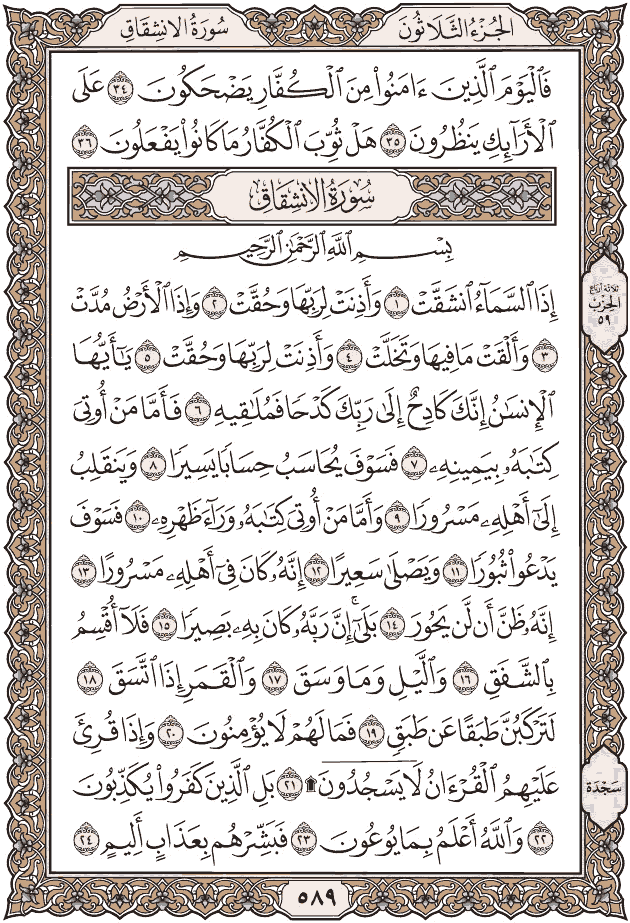 الجُزْءُ الثَّلَاثُونَ
سُورَةُ الانشِقَاقِ
فَٱلْيَوْمَ ٱلَّذِينَ ءَامَنُوا۟ مِنَ ٱلْكُفَّارِ يَضْحَكُونَ ٣٤ عَلَى
ٱلْأَرَآئِكِ يَنظُرُونَ ٣٥ هَلْ ثُوِّبَ ٱلْكُفَّارُ مَا كَانُوا۟ يَفْعَلُونَ ٣٦
سُورَةُ الانشِقَاقِ
بِسْمِ ٱللَّهِ ٱلرَّحْمَٰنِ ٱلرَّحِيمِ
إِذَا ٱلسَّمَآءُ ٱنشَقَّتْ ١ وَأَذِنَتْ لِرَبِّهَا وَحُقَّتْ ٢ وَإِذَا ٱلْأَرْضُ مُدَّتْ
٣ وَأَلْقَتْ مَا فِيهَا وَتَخَلَّتْ ٤ وَأَذِنَتْ لِرَبِّهَا وَحُقَّتْ ٥ يَٰٓأَيُّهَا
ٱلْإِنسَٰنُ إِنَّكَ كَادِحٌ إِلَىٰ رَبِّكَ كَدْحًا فَمُلَٰقِيهِ ٦ فَأَمَّا مَنْ أُوتِىَ
كِتَٰبَهُۥ بِيَمِينِهِۦ ٧ فَسَوْفَ يُحَاسَبُ حِسَابًا يَسِيرًا ٨ وَيَنقَلِبُ
إِلَىٰٓ أَهْلِهِۦ مَسْرُورًا ٩ وَأَمَّا مَنْ أُوتِىَ كِتَٰبَهُۥ وَرَآءَ ظَهْرِهِۦ ١٠ فَسَوْفَ
يَدْعُوا۟ ثُبُورًا ١١ وَيَصْلَىٰ سَعِيرًا ١٢ إِنَّهُۥ كَانَ فِىٓ أَهْلِهِۦ مَسْرُورًا ١٣
إِنَّهُۥ ظَنَّ أَن لَّن يَحُورَ ١٤ بَلَىٰٓۚ إِنَّ رَبَّهُۥ كَانَ بِهِۦ بَصِيرًا ١٥ فَلَآ أُقْسِمُ
بِٱلشَّفَقِ ١٦ وَٱلَّيْلِ وَمَا وَسَقَ ١٧ وَٱلْقَمَرِ إِذَا ٱتَّسَقَ ١٨
لَتَرْكَبُنَّ طَبَقًا عَن طَبَقٍ ١٩ فَمَا لَهُمْ لَا يُؤْمِنُونَ ٢٠ وَإِذَا قُرِئَ
عَلَيْهِمُ ٱلْقُرْءَانُ لَا يَسْجُدُونَ ۩ ٢١ بَلِ ٱلَّذِينَ كَفَرُوا۟ يُكَذِّبُونَ
٢٢ وَٱللَّهُ أَعْلَمُ بِمَا يُوعُونَ ٢٣ فَبَشِّرْهُم بِعَذَابٍ أَلِيمٍ ٢٤
ثلاثة أرباع
الحِزْب
٥٩
سَجْدَة
٥٨٩